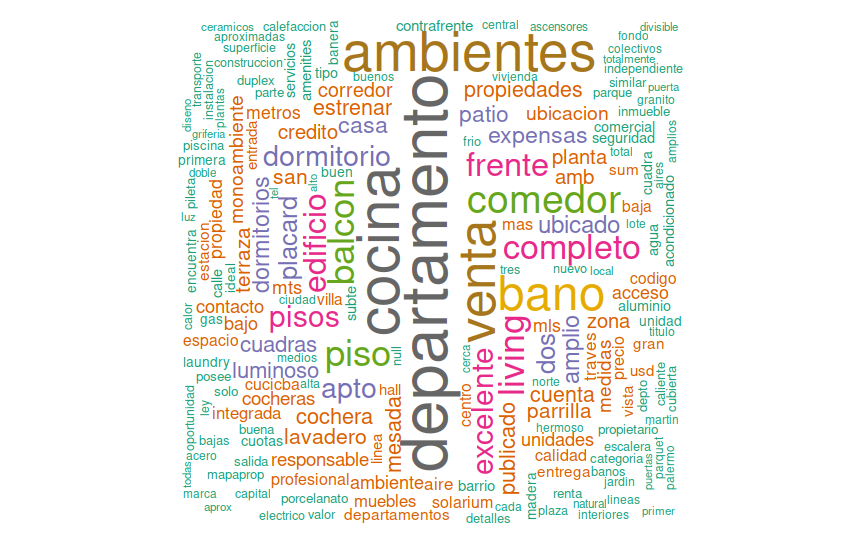 ceramicos
calefaccion
contrafrente
central
ascensores
divisible
aproximadas
banera
ambientes
fondo
superficie
colectivos
transporte
construccion
servicios
amenities
totalmente
instalacion
tipo
buenos
vivienda
independiente
duplex
parte
corredor
propiedades
similar
puerta
diseno
plantas
metros
estrenar
patio
ubicacion
parque
granito
inmueble
griferia
entrada
credito
casa
expensas
comercial
seguridad
amplios
piscina
monoambiente
frio
primera
dormitorio
frente
planta
total
cuadra
aires
doble
san
buen
amb
sum
acondicionado
pileta
propiedad
dormitorios
placard
tel
alto
edificio
balcon
cocina
departamento
comedor
baja
luz
mas
ubicado
lote
agua
encuentra
estacion
terraza
venta
completo
calle
ideal
mts
tres
nuevo
local
codigo
ciudad
villa
subte
bano
acceso
contacto
aluminio
calor
gas
bajo
pisos
living
mls
zona
unidad
titulo
espacio
cuadras
piso
null
cerca
dos
amplio
traves
precio
gran
laundry
medios
excelente
medidas
usd
posee
luminoso
norte
caliente
cubierta
solo
cucicba
alta
apto
hall
centro
cuenta
vista
depto
oportunidad
ley
cocheras
integrada
cochera
mesada
publicado
parrilla
martin
buena
hermoso
propietario
bajas
cuotas
lavadero
linea
unidades
escalera
acero
salida
responsable
calidad
categoria
puertas
parquet
palermo
todas
mapaprop
profesional
ambiente
aire
barrio
entrega
banos
jardin
marca
capital
porcelanato
muebles
solarium
cada
madera
renta
natural
lineas
aprox
electrico
valor
departamentos
detalles
plaza
interiores
primer